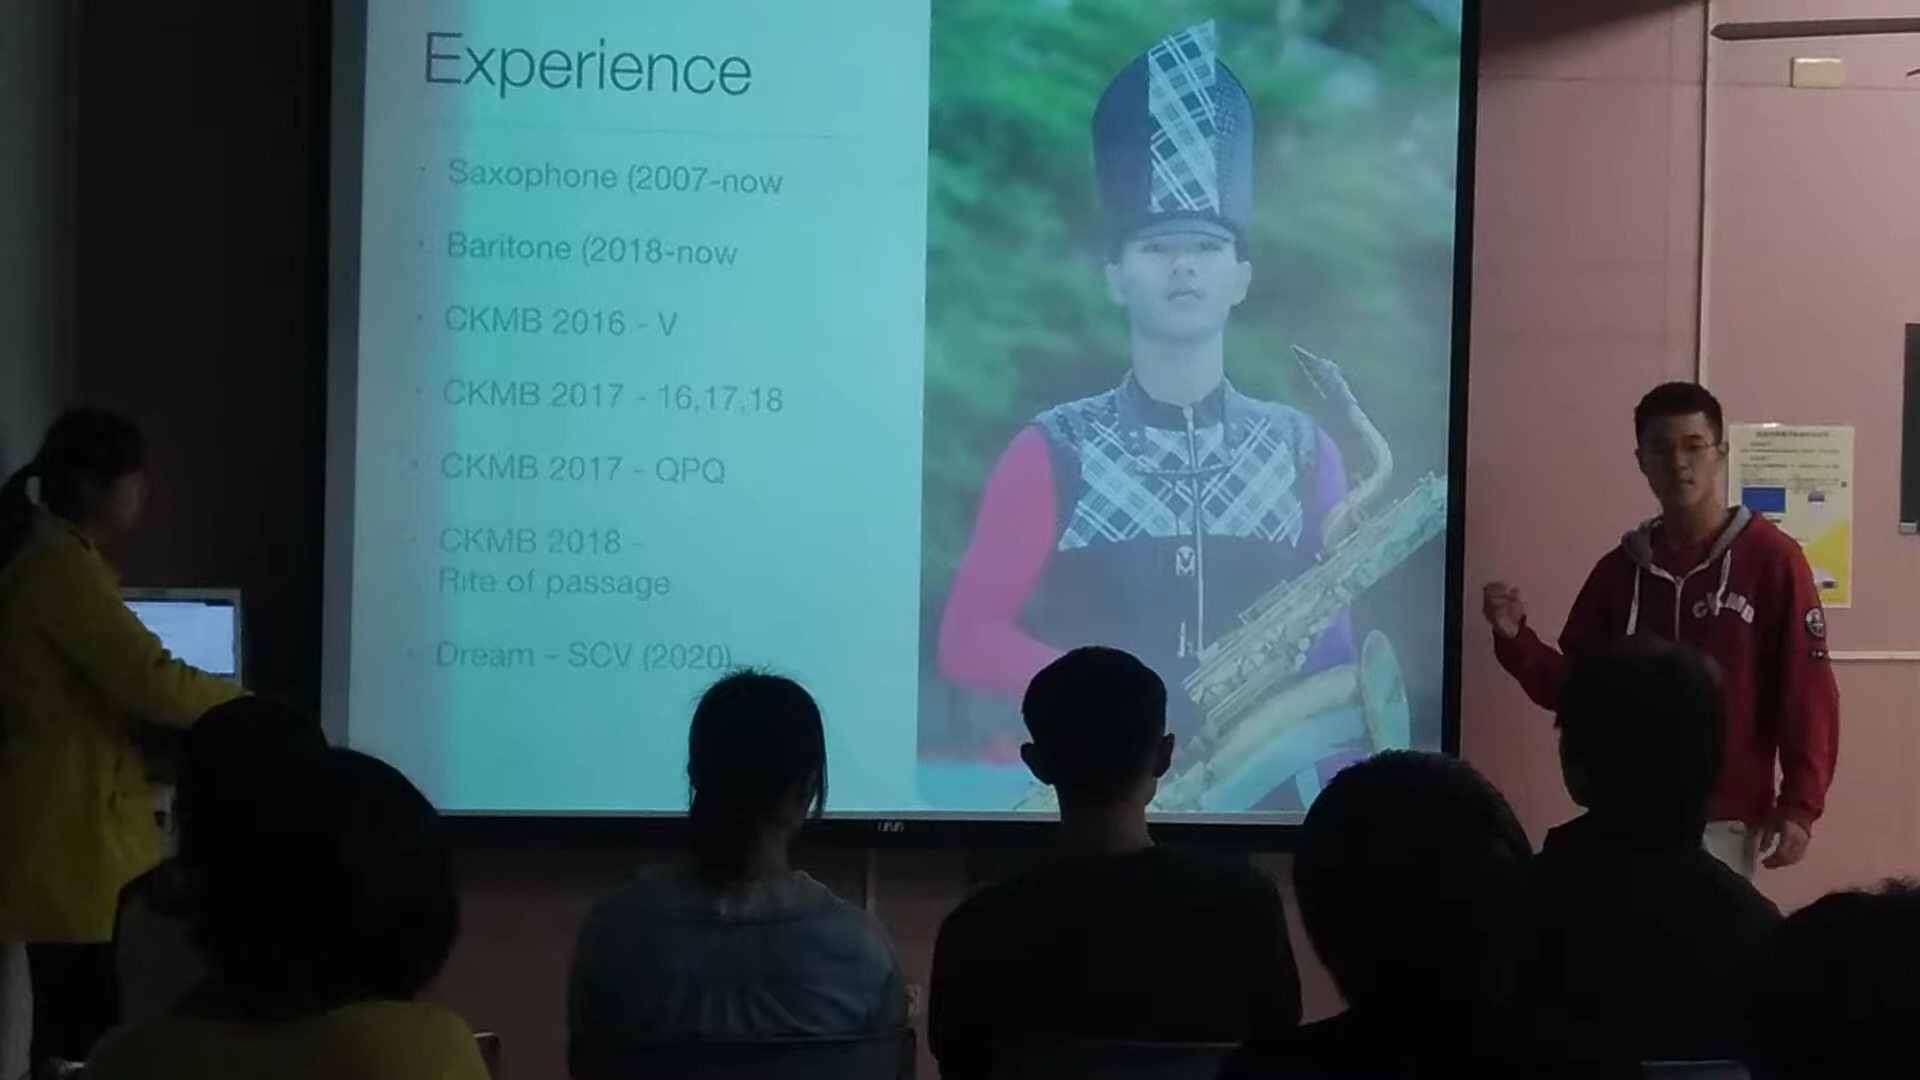 Experience
Saxophone (2007-now
Baritone (2018-now
CKMB 2016 - V
CKMB 2017 - 16,17,18
CKMB 2017 - QPQ
CKMB 2018 -
Rite of passage
Dream - SCV (2020)
CKMB